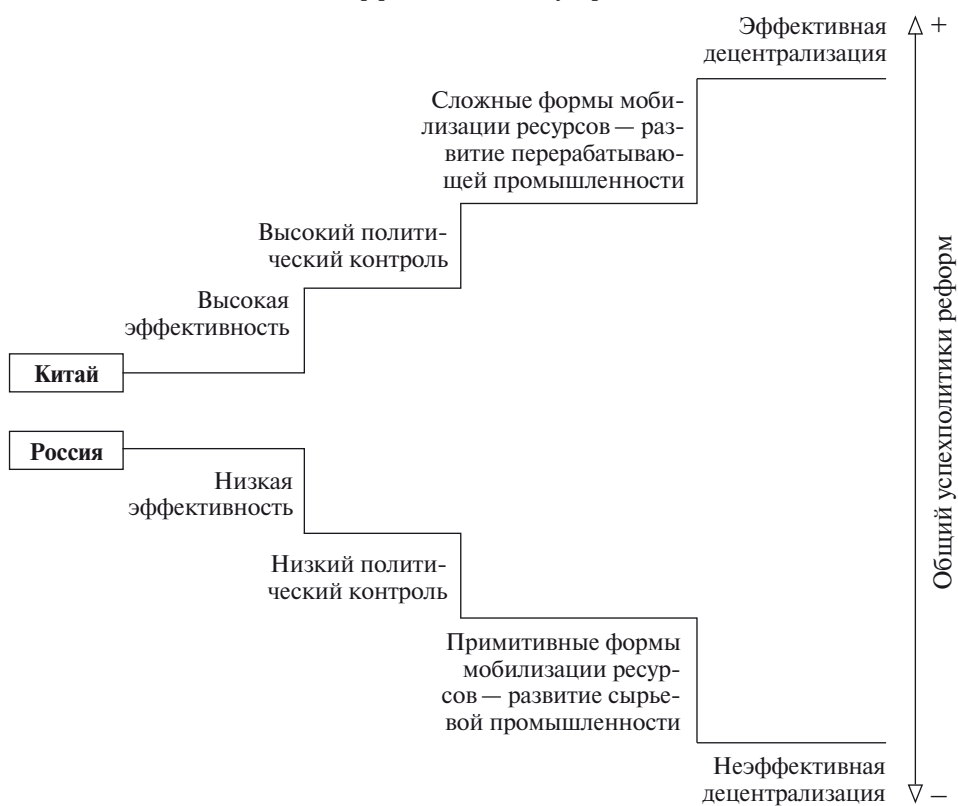 Эффективная
децентрализация
+
Сложные формы моби-
лизации ресурсов — раз-
витие перерабатываю-
щей промышленности
Высокий полити-
ческий контроль
Высокая
эффективность
Китай
Россия
Низкая
эффективность
Низкий полити-
ческий контроль
Примитивные формы
мобилизации ресур-
сов — развитие сырье-
вой промышленности
Неэффективная
децентрализация
–
Общий успехполитики реформ